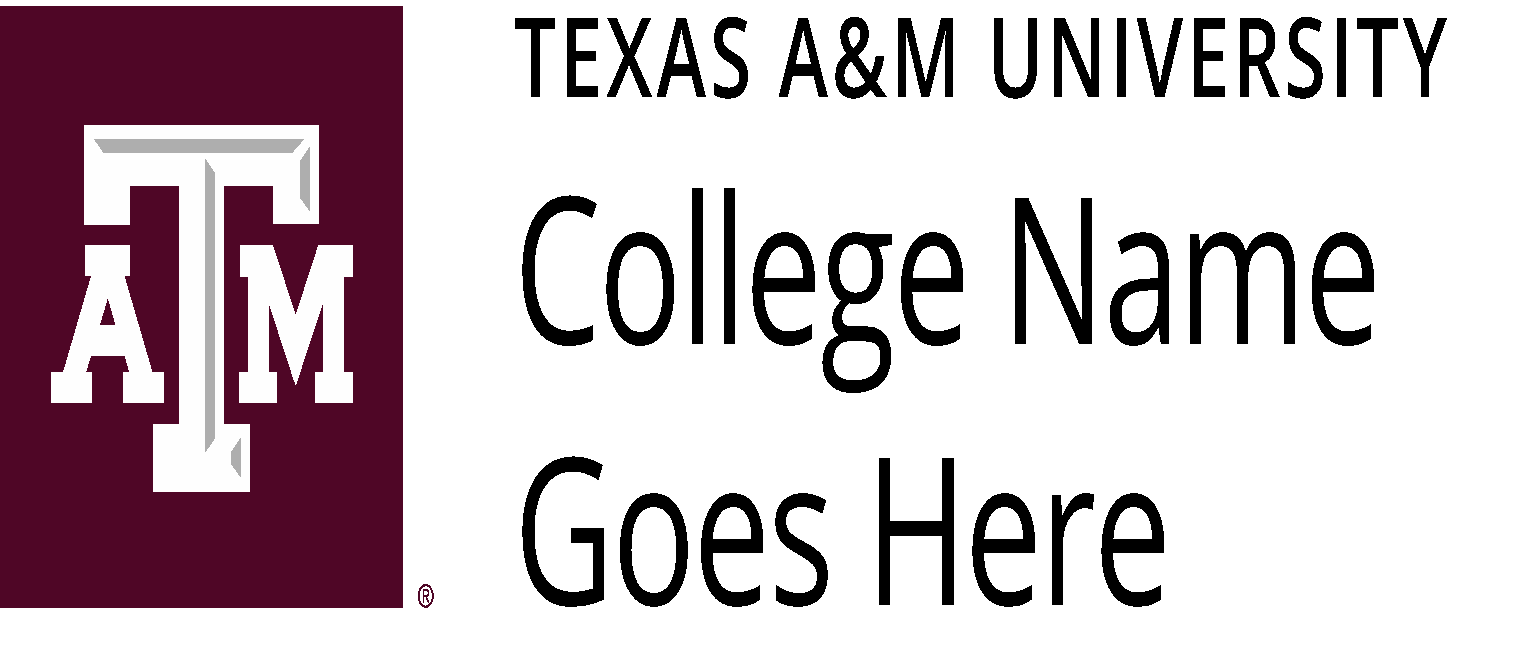 ATM
®
TEXAS A&M UNIVERSITY
College Name
Goes Here